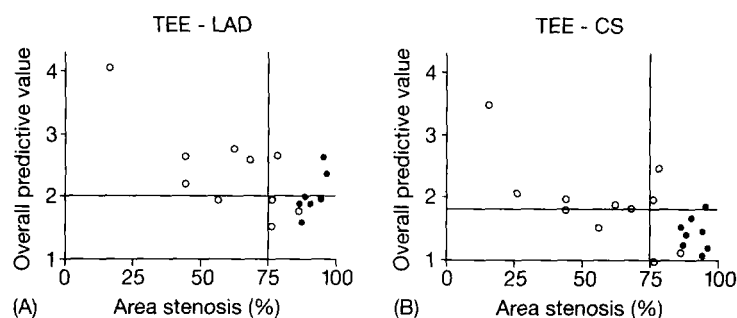 TEE - LAD
Overall predictive value
4
3
2
1
0 25 50 75 100
(A) Area stenosis (%)
TEE - CS
Overall predictive value
4
3
2
1
0 25 50 75 100
(B) Area stenosis (%)